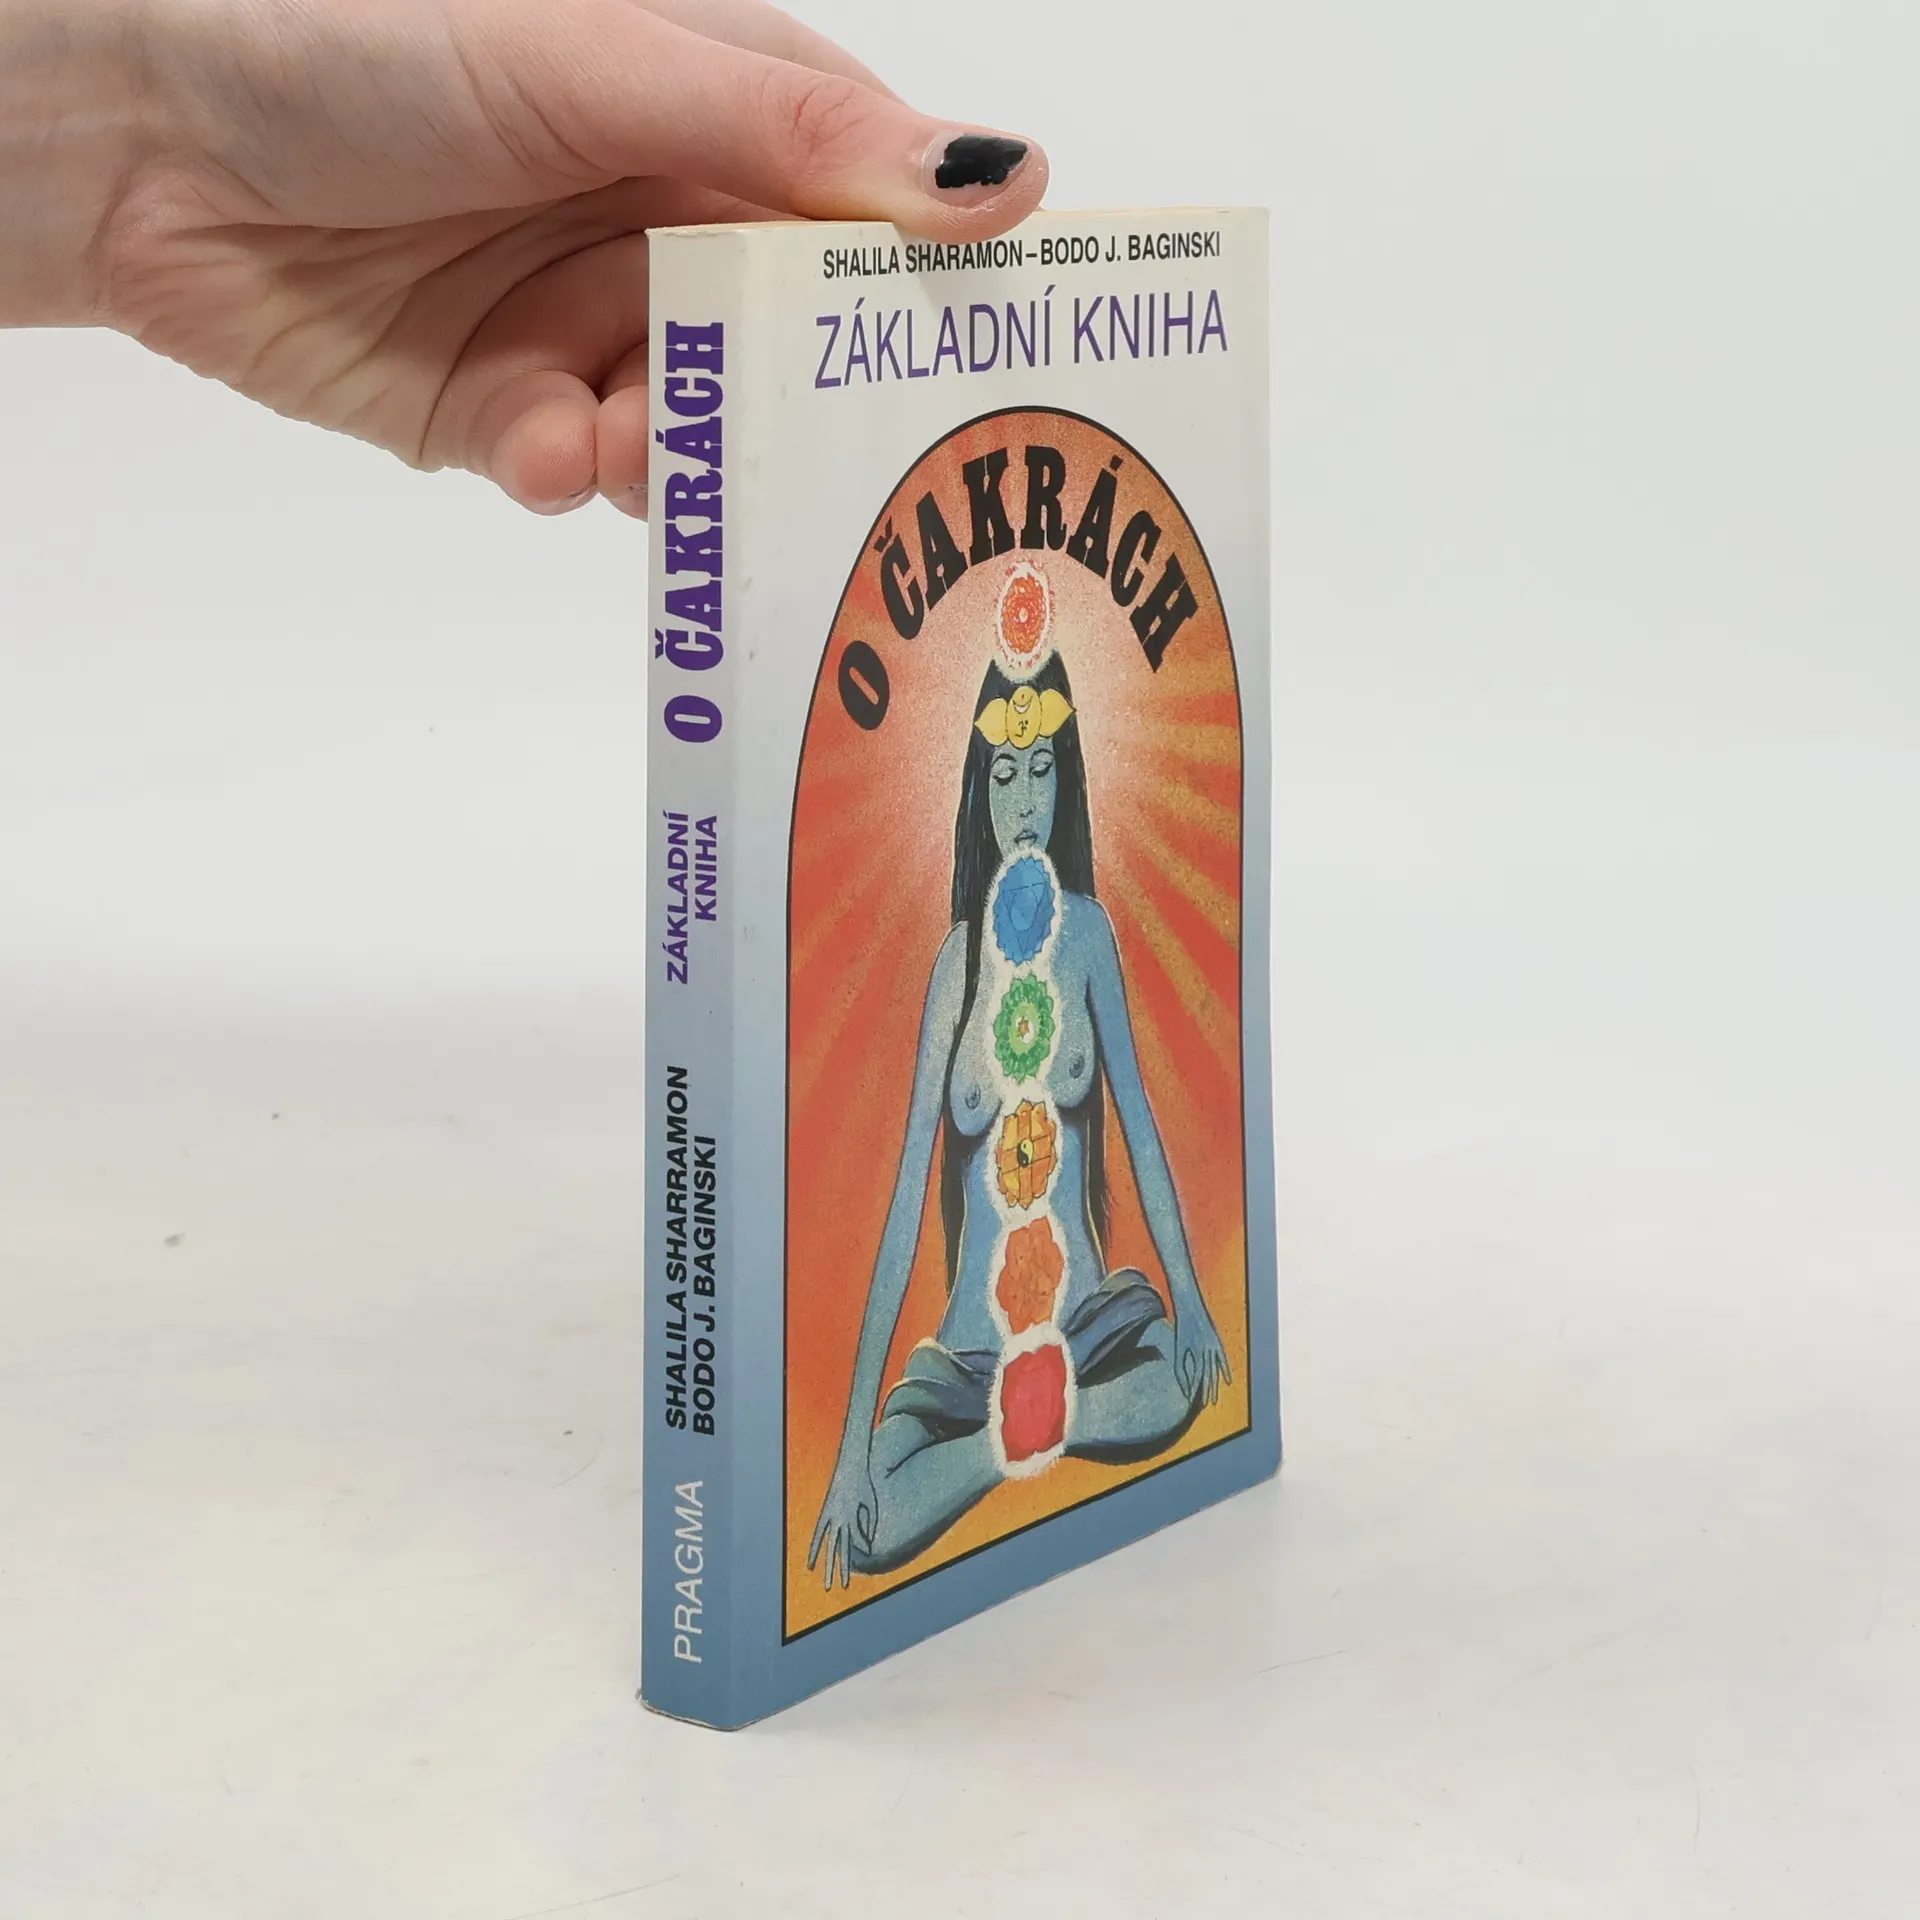 SHALILA SHARAMON–BODO J. BAGINSKI
ZÁKLADNÍ KNIHA
O ČAKRÁCH
O ČAKRÁCH
ZÁKLADNÍ
KNIHA
SHALILA SHARRAMON
BODO J. BAGINSKI
PRAGMA